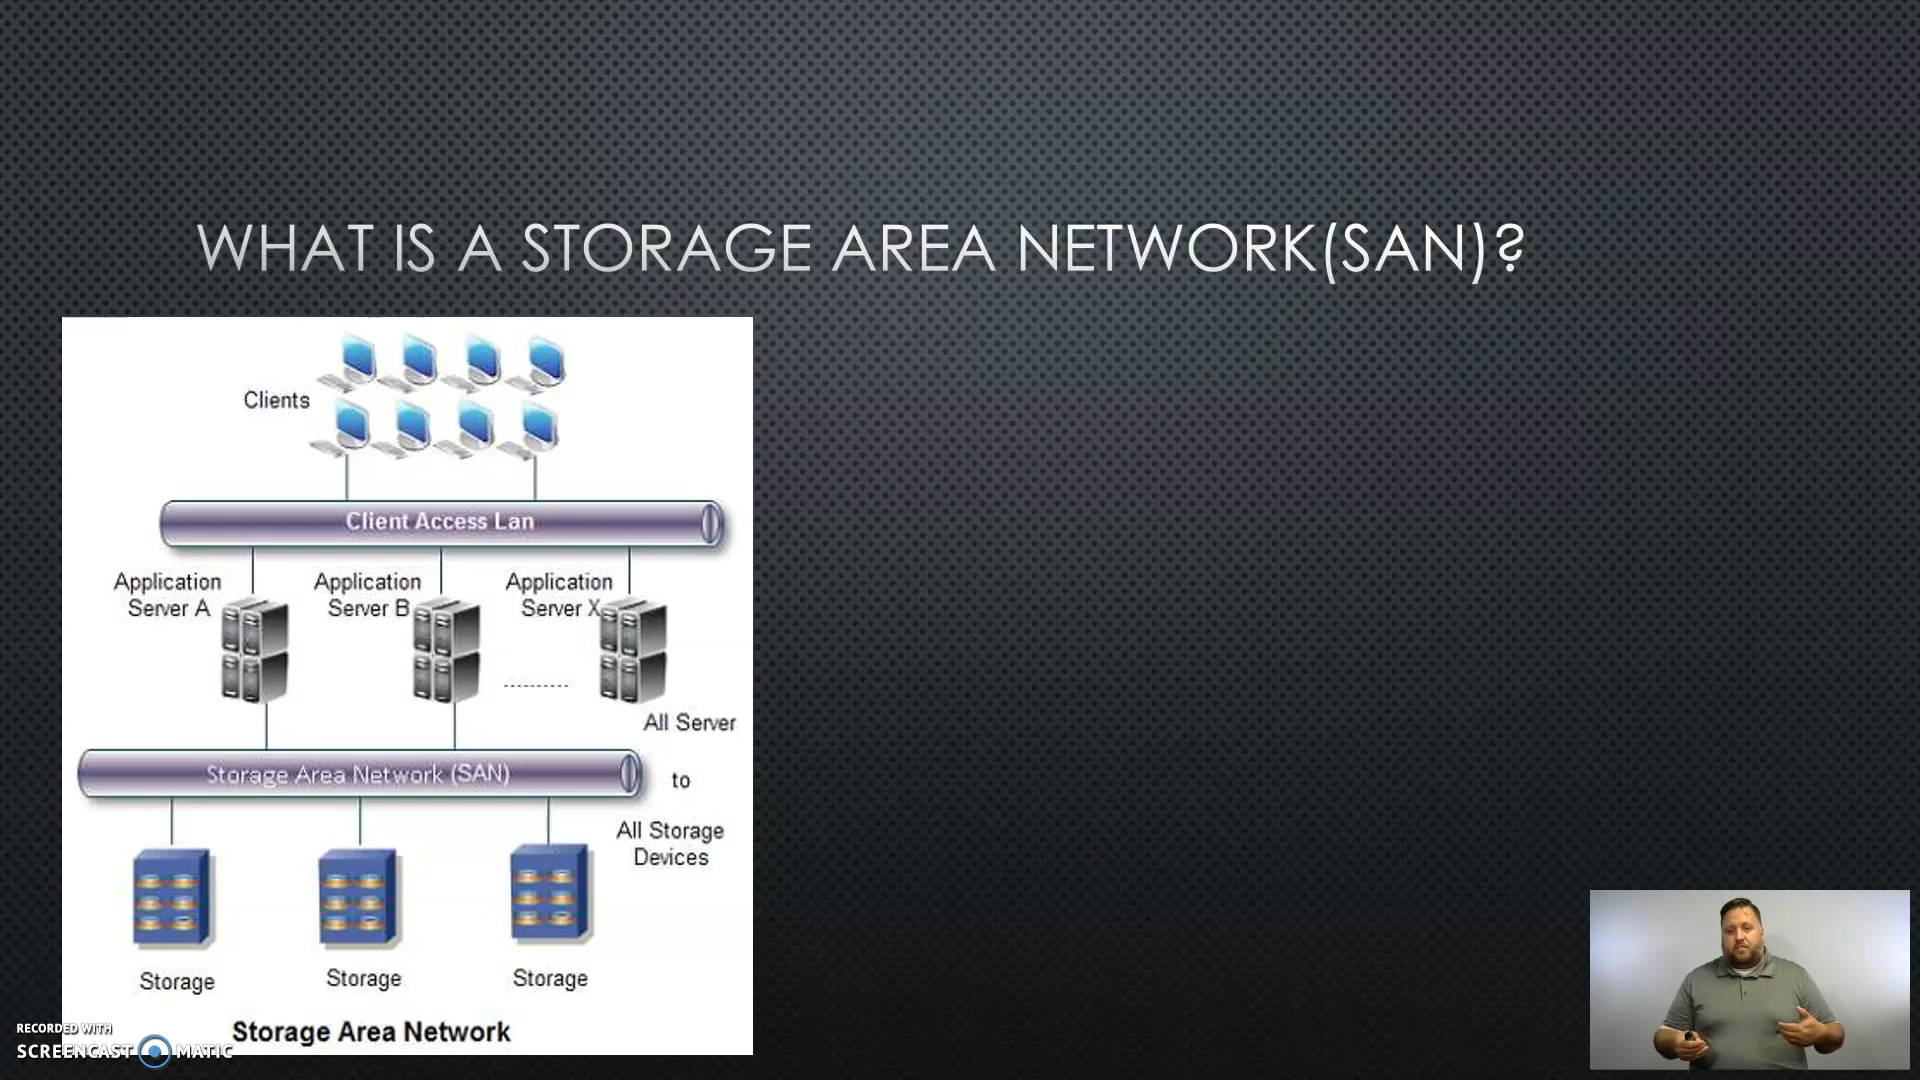 WHAT IS A STORAGE AREA NETWORK(SAN)?
Clients
Client Access Lan
Application
Server A
Application
Server B
Application
Server X
All Server
to
All Storage
Devices
Storage Area Network (SAN)
Storage
Storage
Storage
Storage Area Network
RECORDED WITH
SCREENCAST MATIC